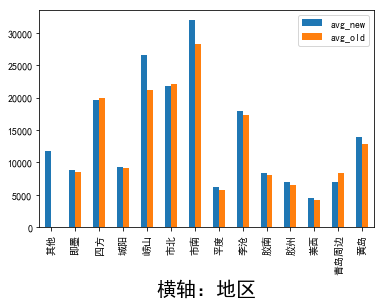 avg_new
avg_old
30000
25000
20000
15000
10000
5000
0
其他
即墨
四方
城阳
崂山
市北
市南
平度
李沧
胶南
胶州
莱西
青岛周边
黄岛
横轴：地区